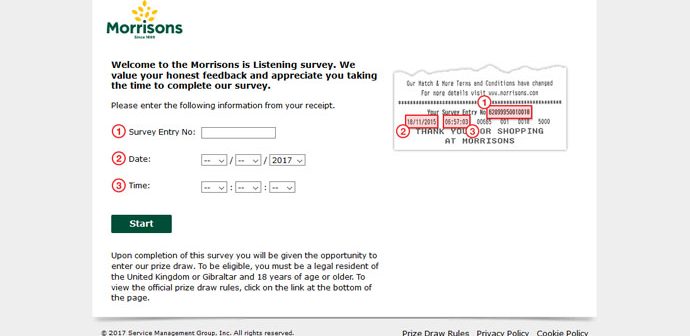 Morrisons
Since 1899
Welcome to the Morrisons is Listening survey. We
value your honest feedback and appreciate you taking
the time to complete our survey.
Please enter the following information from your receipt.
1 Survey Entry No:
2 Date: -- / -- / 2017
3 Time: -- : -- : --
Start
Upon completion of this survey you will be given the opportunity to
enter our prize draw. To be eligible, you must be a legal resident of
the United Kingdom or Gibraltar and 18 years of age or older. To
view the official prize draw rules, click on the link at the bottom of
the page.
Our Match & More Terms and Conditions have changed
For more details visit www.morrisons.com
1
Your Survey Entry No
18/11/2015 06:57:03 001 0018 5000
2 THANK YOU 3 FOR SHOPPING
AT MORRISONS
© 2017 Service Management Group, Inc. All rights reserved.
Prize Draw Rules Privacy Policy Cookie Policy